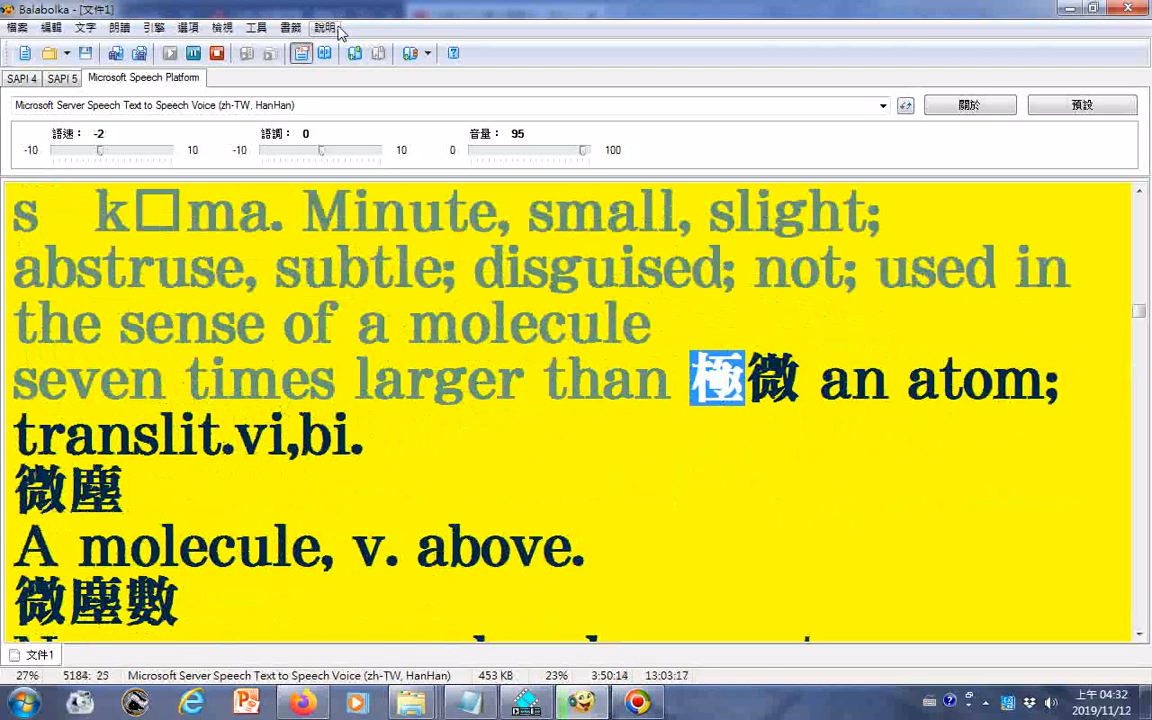 Balabolka - [文件1]
檔案 編輯 文字 朗讀 引擎 選項 檢視 工具 書籤 說明
SAPI 4 SAPI 5 Microsoft Speech Platform
Microsoft Server Speech Text to Speech Voice (zh-TW, HanHan) 關於 預設
語速： -2 語調： 0 音量： 95
-10 10 -10 10 0 100
s k□ma. Minute, small, slight;
abstruse, subtle; disguised; not; used in
the sense of a molecule
seven times larger than 極微 an atom;
translit.vi,bi.
微塵
A molecule, v. above.
微塵數
文件1
27% 5184: 23 Microsoft Server Speech Text to Speech Voice (zh-TW, HanHan) 453 KB 23% 3:50:14 13:03:17
上午 04:32
2019/11/12